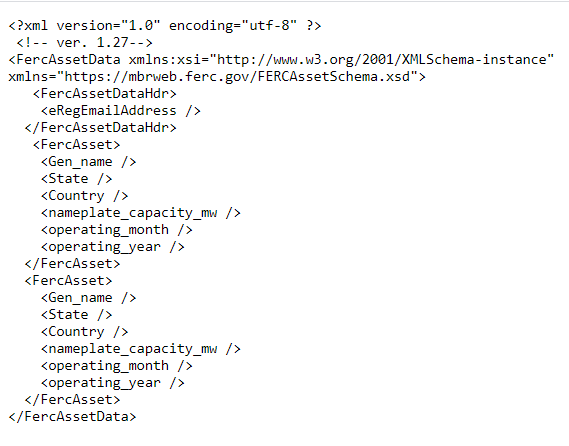 <?xml version="1.0" encoding="utf-8" ?>
<!-- ver. 1.27-->
<FercAssetData xmlns:xsi="http://www.w3.org/2001/XMLSchema-instance"
xmlns="https://mbrweb.ferc.gov/FERCAssetSchema.xsd">
<FercAssetDataHdr>
<eRegEmailAddress />
</FercAssetDataHdr>
<FercAsset>
<Gen_name />
<State />
<Country />
<nameplate_capacity_mw />
<operating_month />
<operating_year />
</FercAsset>
<FercAsset>
<Gen_name />
<State />
<Country />
<nameplate_capacity_mw />
<operating_month />
<operating_year />
</FercAsset>
</FercAssetData>